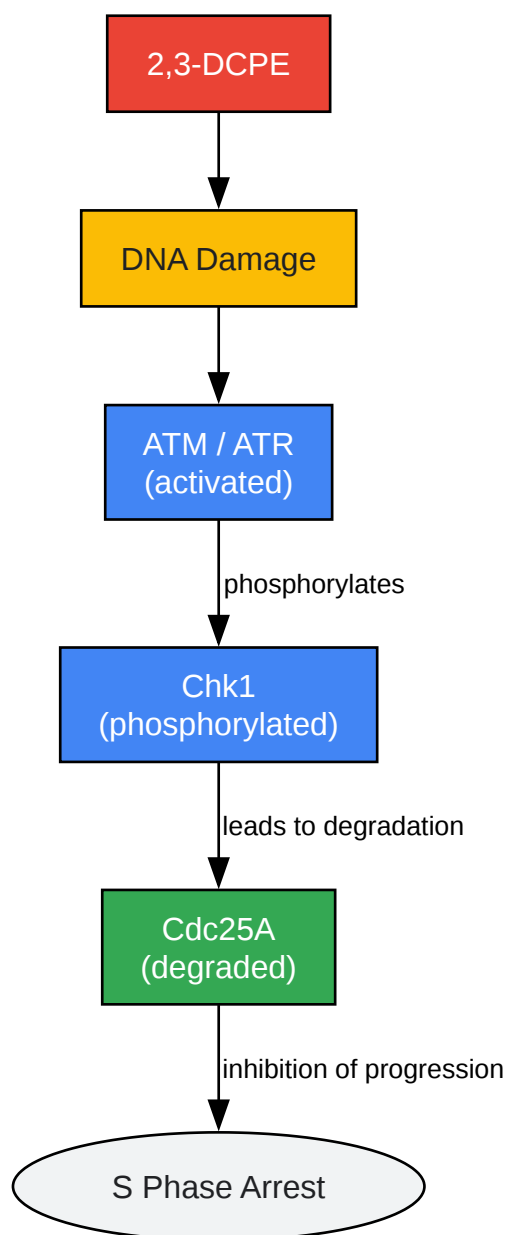 2,3-DCPE
DNA Damage
ATM / ATR
(activated)
phosphorylates
Chk1
(phosphorylated)
leads to degradation
Cdc25A
(degraded)
inhibition of progression
S Phase Arrest